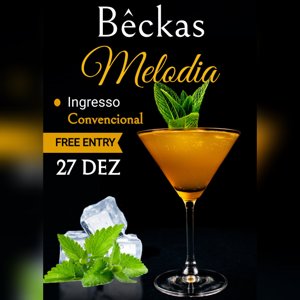 Bêckas
Melodia
Ingresso
Convencional
FREE ENTRY
27 DEZ